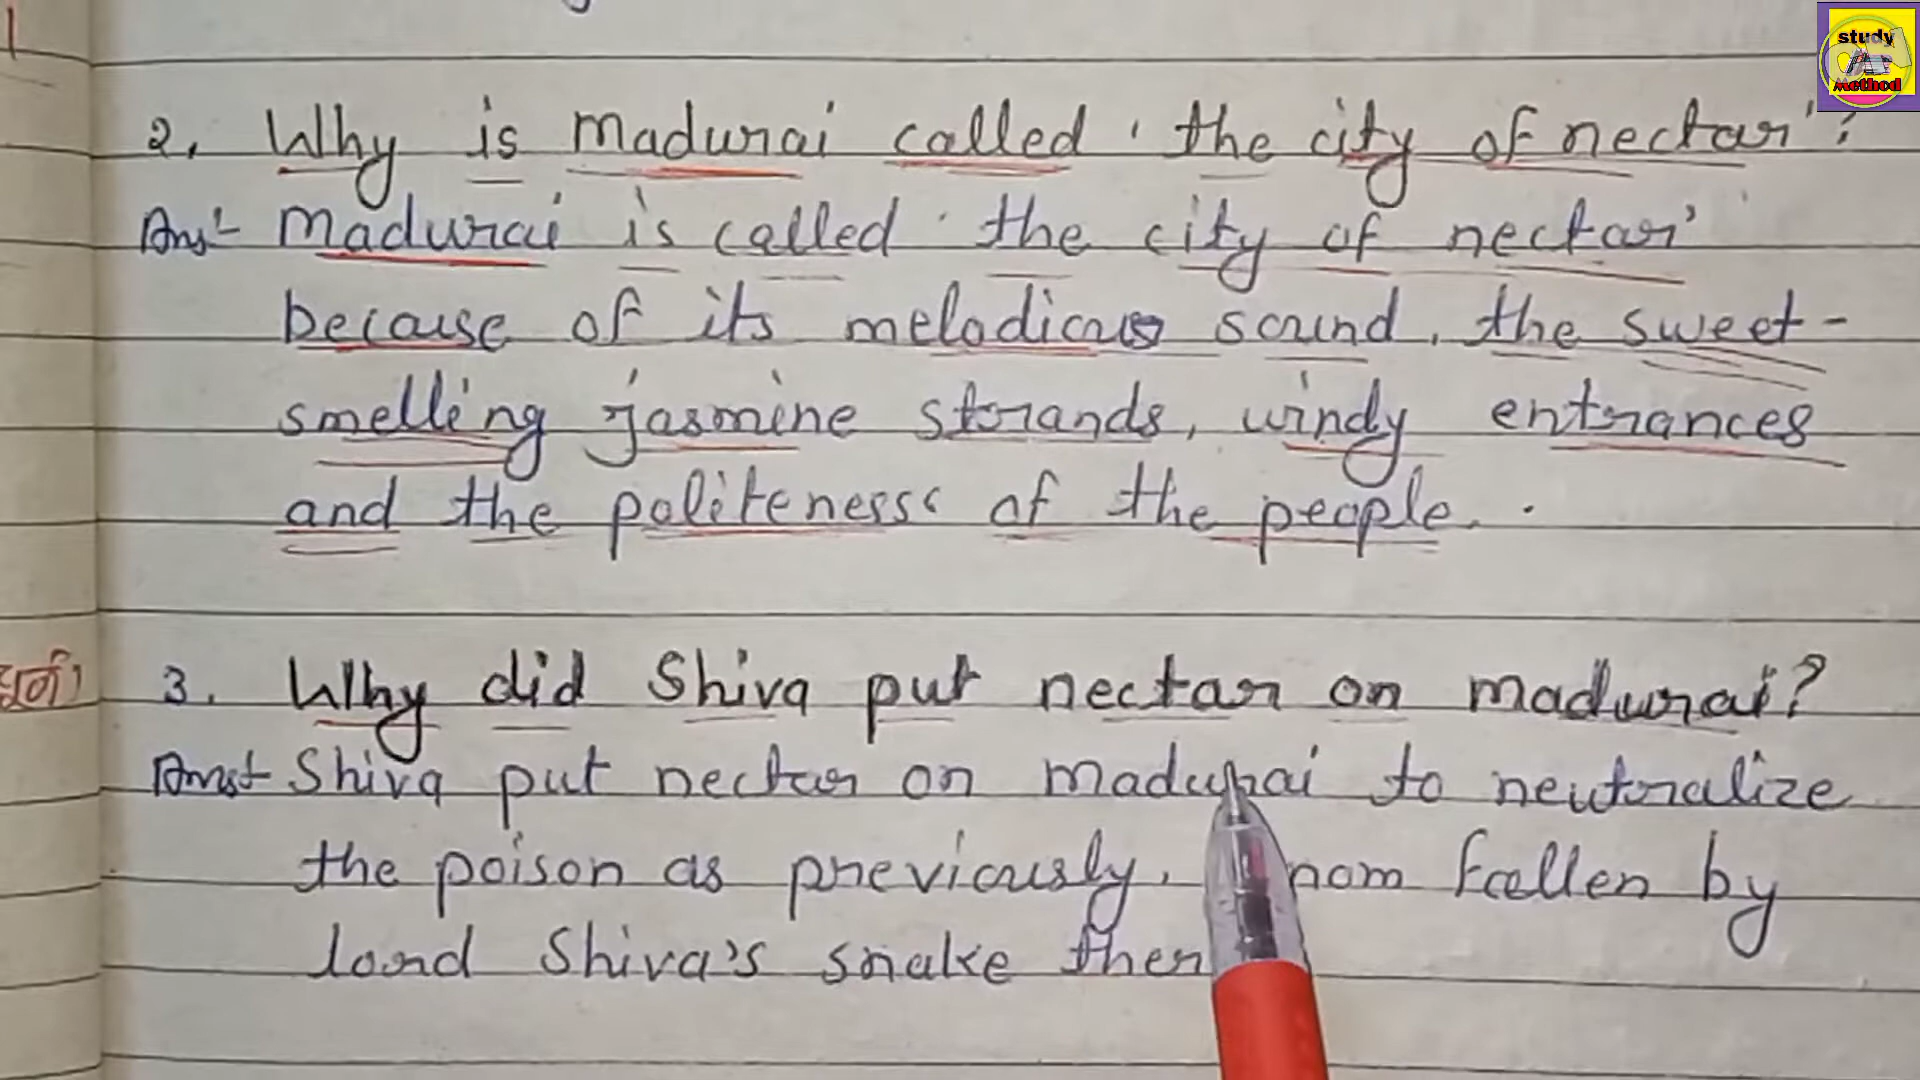 study
Method
2. Why is Madurai called 'the city of nectar'?
Ans- Madurai is called 'the city of nectar'
because of its melodious sound, the sweet-
smelling jasmine strands, windy entrances
and the politeness of the people.
3. Why did Shiva put nectar on Madurai?
Ans- Shiva put nectar on Madurai to neutralize
the poison as previously, fallen by
lord Shiva's snake